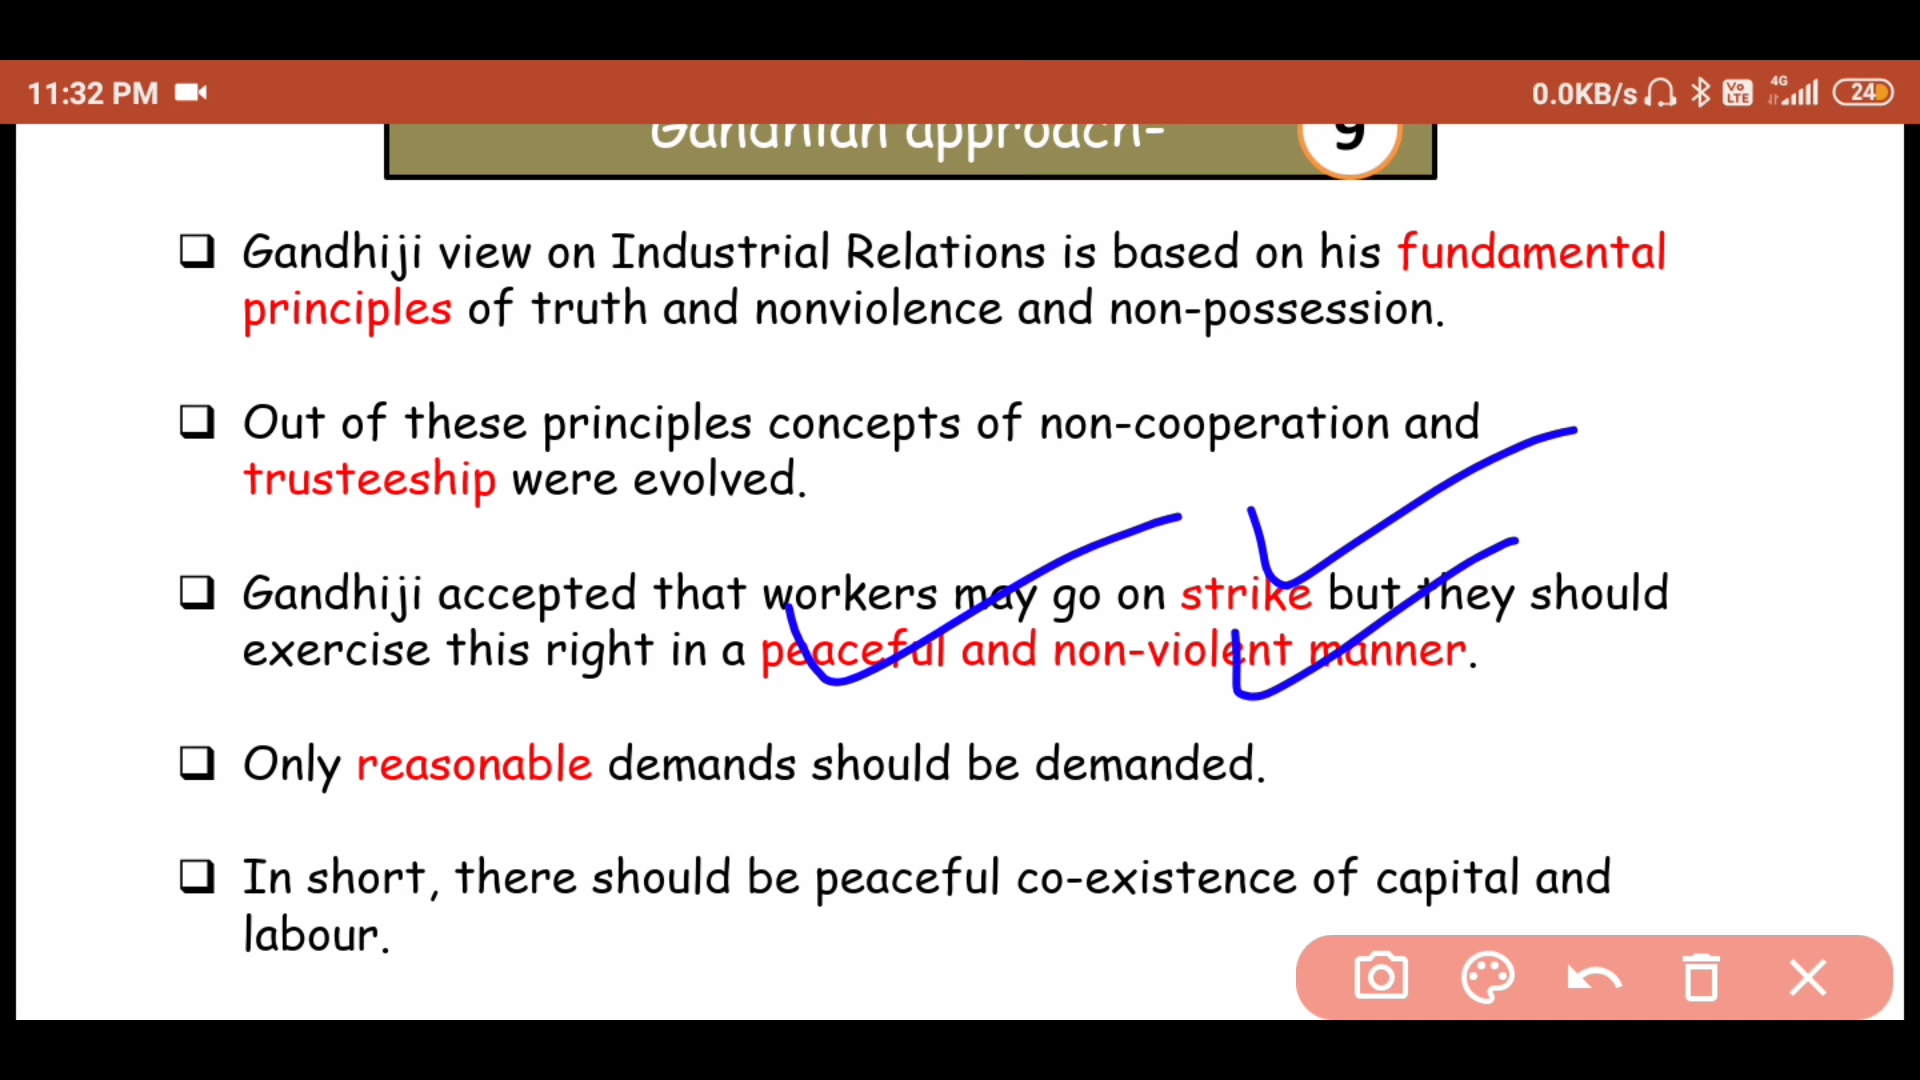 11:32 PM 0.0KB/s 4G Vo LTE 24
Gandhian approach- 9
❑ Gandhiji view on Industrial Relations is based on his fundamental
principles of truth and nonviolence and non-possession.
❑ Out of these principles concepts of non-cooperation and
trusteeship were evolved.
❑ Gandhiji accepted that workers may go on strike but they should
exercise this right in a peaceful and non-violent manner.
❑ Only reasonable demands should be demanded.
❑ In short, there should be peaceful co-existence of capital and
labour.